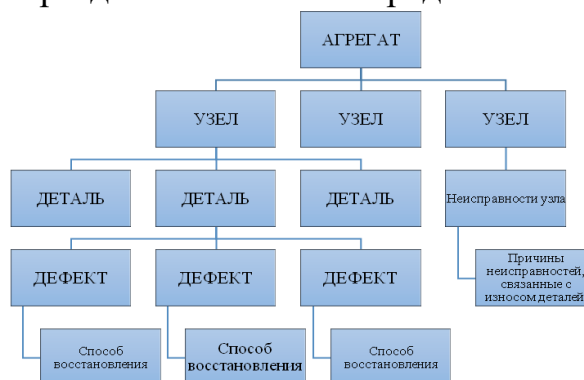 АГРЕГАТ
УЗЕЛ УЗЕЛ УЗЕЛ
ДЕТАЛЬ ДЕТАЛЬ ДЕТАЛЬ Неисправности узла
ДЕФЕКТ ДЕФЕКТ ДЕФЕКТ
Причины
неисправностей,
связанные с
износом деталей
Способ
восстановления
Способ
восстановления
Способ
восстановления